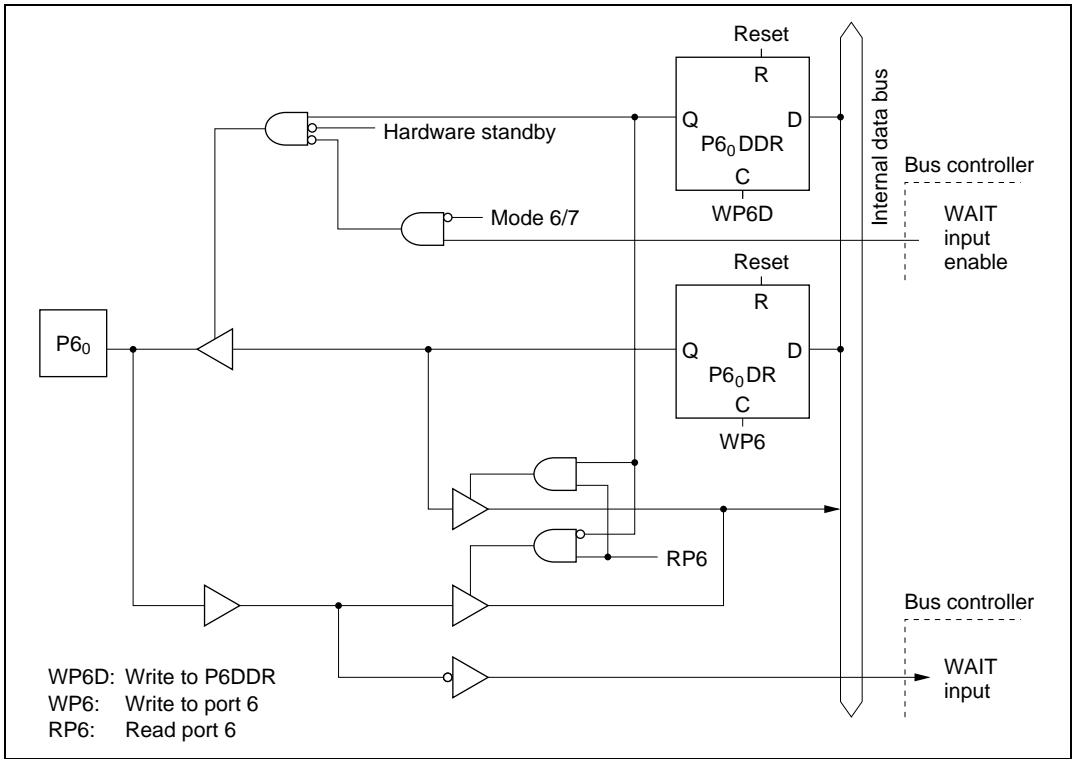 Reset
R
Q
D
P6₀DDR
C
WP6D
Hardware standby
Mode 6/7
Internal data bus
Bus controller
WAIT
input
enable
Reset
R
Q
D
P6₀DR
C
WP6
P6₀
RP6
Bus controller
WAIT
input
WP6D: Write to P6DDR
WP6: Write to port 6
RP6: Read port 6